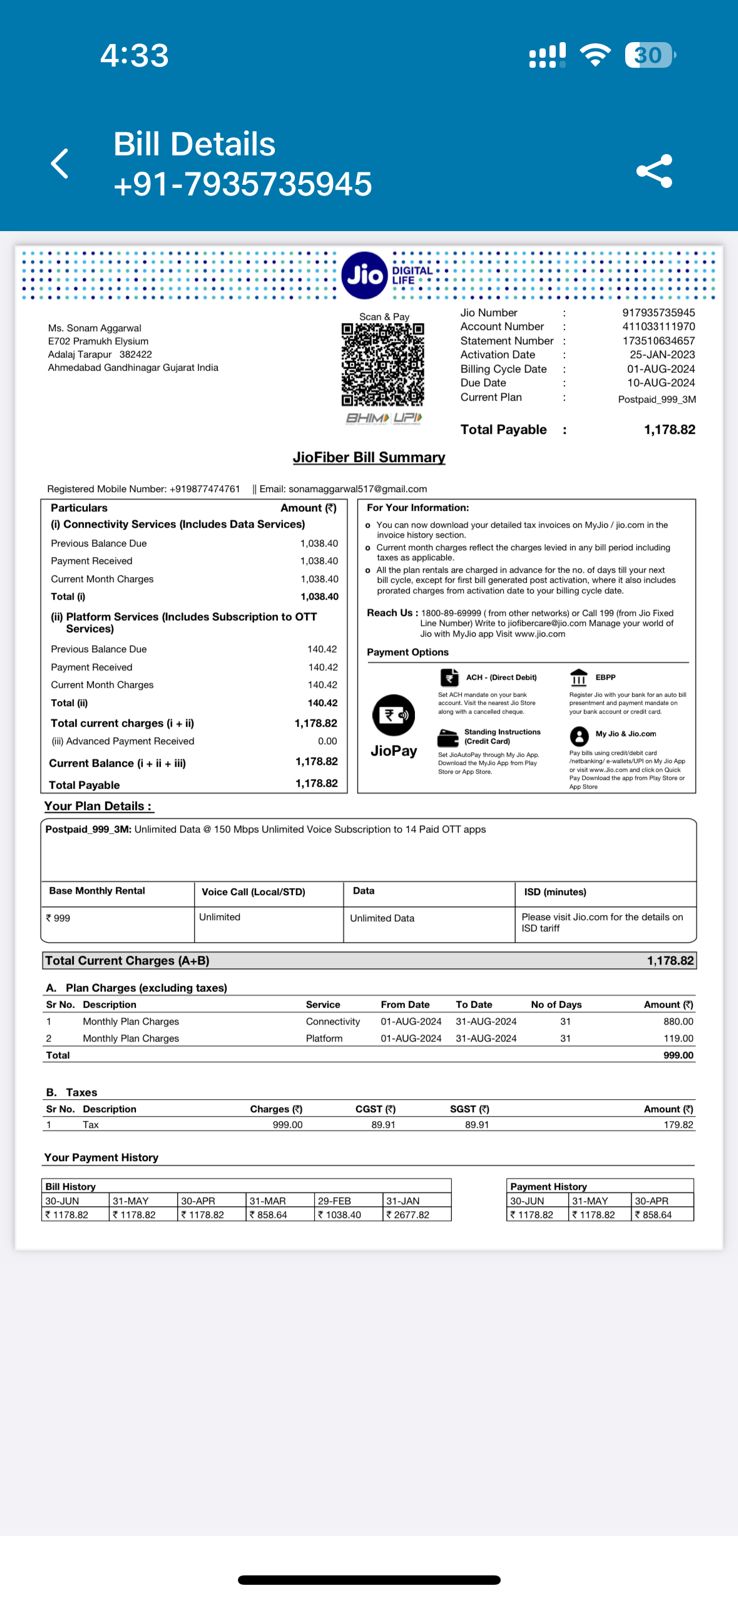 4:33
30
Bill Details
+91-7935735945
Jio DIGITAL LIFE
Ms. Sonam Aggarwal
E702 Pramukh Elysium
Adalaj Tarapur 382422
Ahmedabad Gandhinagar Gujarat India
Scan & Pay
BHIM UPI
Jio Number : 917935735945
Account Number : 411033111970
Statement Number : 173510634657
Activation Date : 25-JAN-2023
Billing Cycle Date : 01-AUG-2024
Due Date : 10-AUG-2024
Current Plan : Postpaid_999_3M
Total Payable : 1,178.82
JioFiber Bill Summary
Registered Mobile Number: +919877474761 || Email: sonamaggarwal517@gmail.com
Particulars Amount (₹)
(i) Connectivity Services (Includes Data Services)
Previous Balance Due 1,038.40
Payment Received 1,038.40
Current Month Charges 1,038.40
Total (i) 1,038.40
(ii) Platform Services (Includes Subscription to OTT
Services)
Previous Balance Due 140.42
Payment Received 140.42
Current Month Charges 140.42
Total (ii) 140.42
Total current charges (i + ii) 1,178.82
(iii) Advanced Payment Received 0.00
Current Balance (i + ii + iii) 1,178.82
Total Payable 1,178.82
For Your Information:
o You can now download your detailed tax invoices on MyJio / jio.com in the
invoice history section.
o Current month charges reflect the charges levied in any bill period including
taxes as applicable.
o All the plan rentals are charged in advance for the no. of days till your next
bill cycle, except for first bill generated post activation, where it also includes
prorated charges from activation date to your billing cycle date.
Reach Us : 1800-89-69999 ( from other networks) or Call 199 (from Jio Fixed
Line Number) Write to jiofibercare@jio.com Manage your world of
Jio with MyJio app Visit www.jio.com
Payment Options
JioPay
ACH - (Direct Debit)
Set ACH mandate on your bank
account. Visit the nearest Jio Store
along with a cancelled cheque.
EBPP
Register Jio with your bank for an auto bill
presentment and payment mandate on
your bank account or credit card.
Standing Instructions
(Credit Card)
Set JioAutoPay through My Jio App.
Download the MyJio App from Play
Store or App Store.
My Jio & Jio.com
Pay bills using credit/debit card
/netbanking/ e-wallets/UPI on My Jio App
or visit www.Jio.com and click on Quick
Pay Download the app from Play Store or
App Store
Your Plan Details :
Postpaid_999_3M: Unlimited Data @ 150 Mbps Unlimited Voice Subscription to 14 Paid OTT apps
Base Monthly Rental Voice Call (Local/STD) Data ISD (minutes)
₹ 999 Unlimited Unlimited Data Please visit Jio.com for the details on
ISD tariff
Total Current Charges (A+B) 1,178.82
A. Plan Charges (excluding taxes)
Sr No. Description Service From Date To Date No of Days Amount (₹)
1 Monthly Plan Charges Connectivity 01-AUG-2024 31-AUG-2024 31 880.00
2 Monthly Plan Charges Platform 01-AUG-2024 31-AUG-2024 31 119.00
Total 999.00
B. Taxes
Sr No. Description Charges (₹) CGST (₹) SGST (₹) Amount (₹)
1 Tax 999.00 89.91 89.91 179.82
Your Payment History
Bill History
30-JUN 31-MAY 30-APR 31-MAR 29-FEB 31-JAN
₹ 1178.82 ₹ 1178.82 ₹ 1178.82 ₹ 858.64 ₹ 1038.40 ₹ 2677.82
Payment History
30-JUN 31-MAY 30-APR
₹ 1178.82 ₹ 1178.82 ₹ 858.64